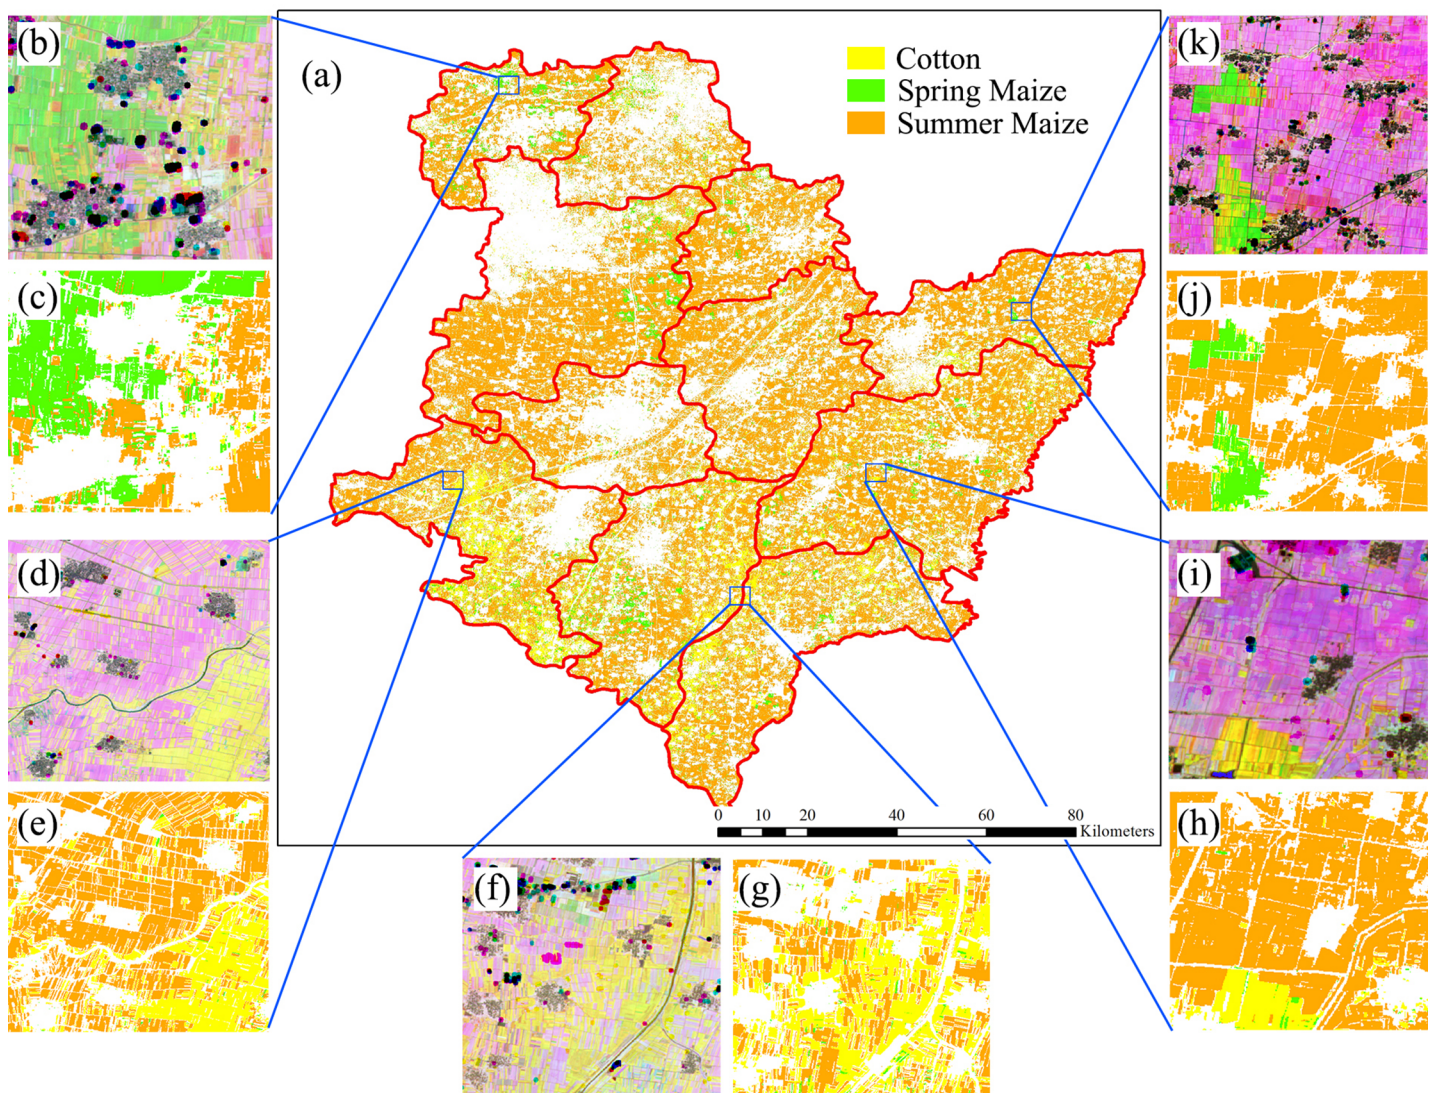 (b)
(a)
Cotton
Spring Maize
Summer Maize
(k)
(c)
(j)
(d)
(i)
(e)
0 10 20 40 60 80
Kilometers
(h)
(f)
(g)